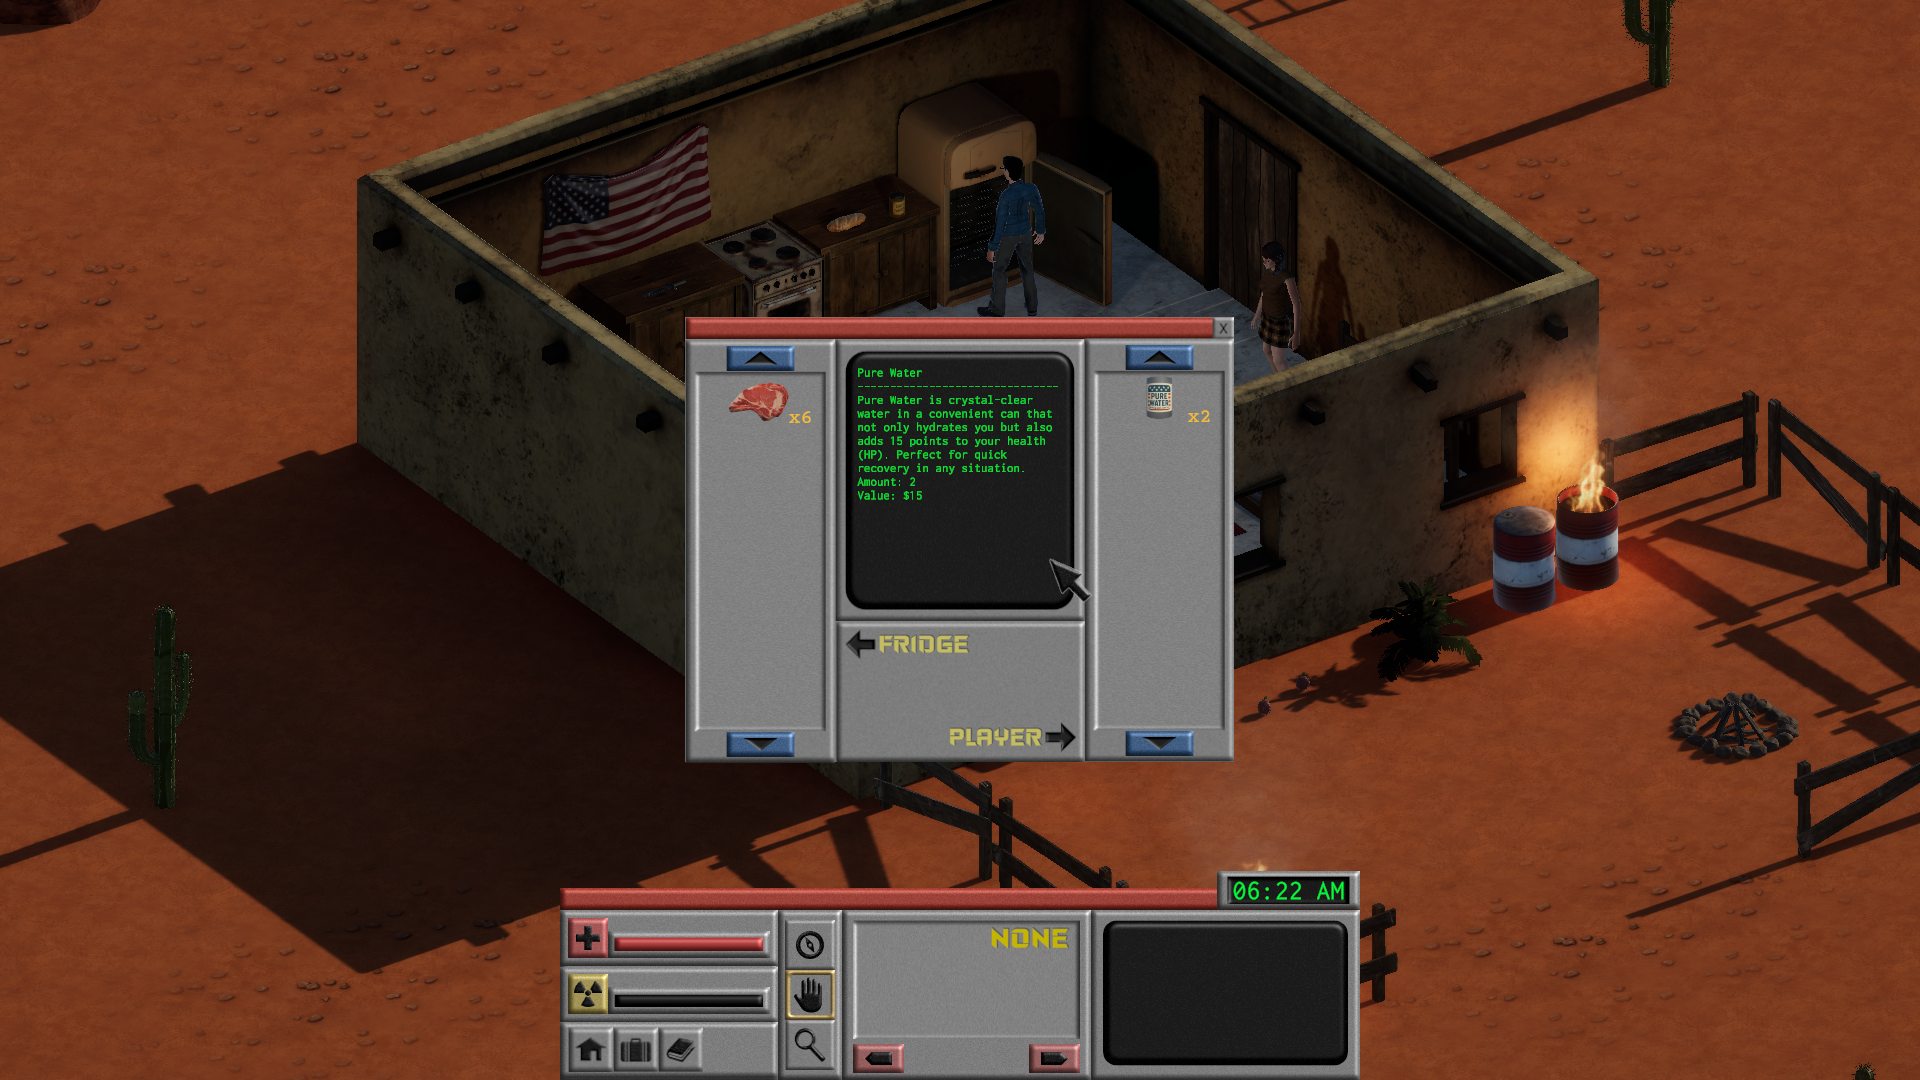 X
x6
Pure Water
Pure Water is crystal-clear
water in a convenient can that
not only hydrates you but also
adds 15 points to your health
(HP). Perfect for quick
recovery in any situation.
Amount: 2
Value: $15
PURE
WATER
x2
FRIDGE
PLAYER
06:22 AM
NONE